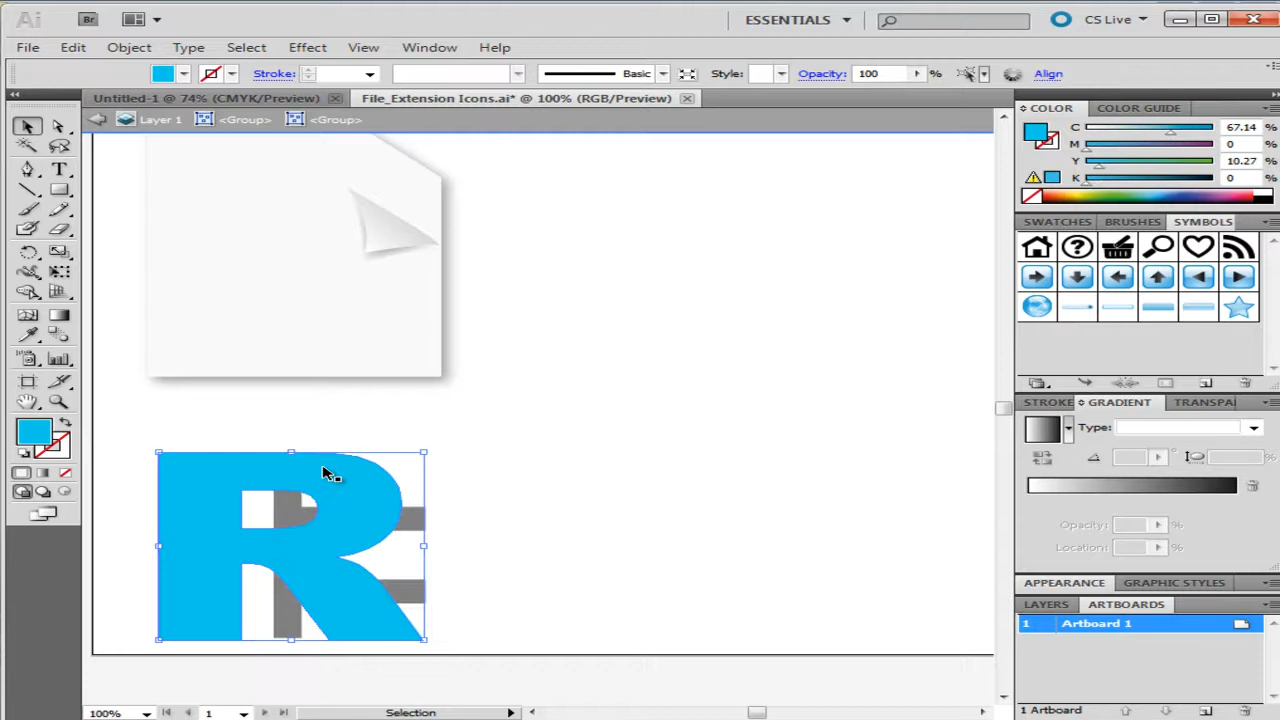 Ai Br ESSENTIALS CS Live
File Edit Object Type Select Effect View Window Help
Stroke: Basic Style: Opacity: 100 % Align
Untitled-1 @ 74% (CMYK/Preview) File_Extension Icons.ai* @ 100% (RGB/Preview)
Layer 1 <Group> <Group>
COLOR COLOR GUIDE
C 67.14 %
M 0 %
Y 10.27 %
K 0 %
SWATCHES BRUSHES SYMBOLS
STROKE GRADIENT TRANSPAI
Type:
%
Opacity: %
Location: %
APPEARANCE GRAPHIC STYLES
LAYERS ARTBOARDS
1 Artboard 1
1 Artboard
R
100% 1 Selection